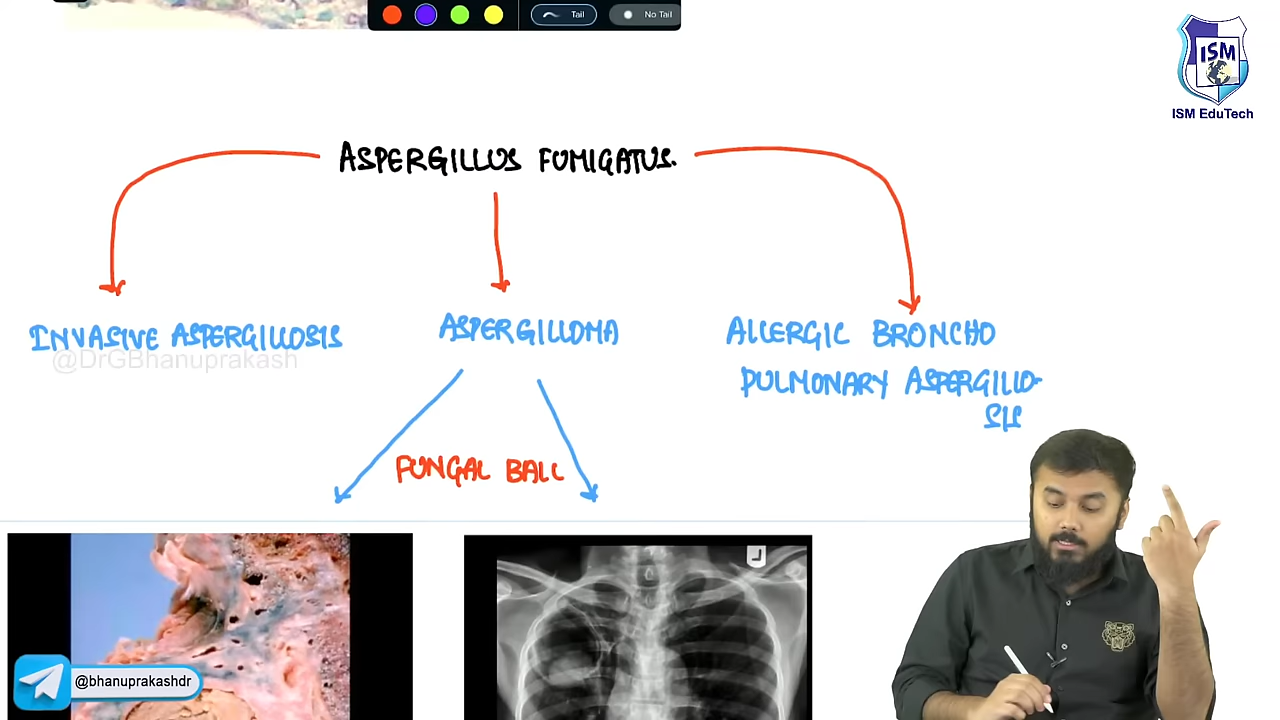 Tail
No Tail
ISM
ISM EduTech
ASPERGILLUS FUMIGATUS.
INVASIVE ASPERGILLOSIS
ASPERGILLOMA
ALLERGIC BRONCHO
PULMONARY ASPERGILLO-
SIS
@DrGBhanuprakash
FUNGAL BALL
L
@bhanuprakashdr